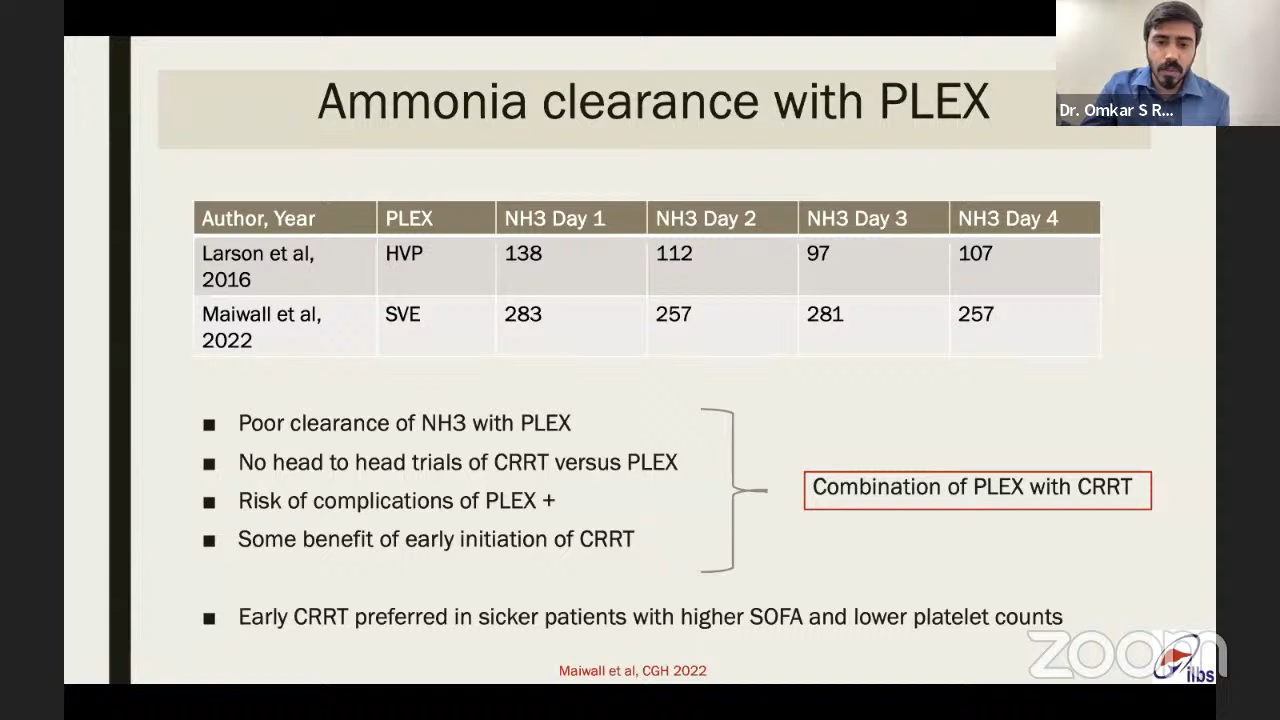 Ammonia clearance with PLEX
Dr. Omkar S R...
Author, Year PLEX NH3 Day 1 NH3 Day 2 NH3 Day 3 NH3 Day 4
Larson et al, 2016 HVP 138 112 97 107
Maiwall et al, 2022 SVE 283 257 281 257
■ Poor clearance of NH3 with PLEX
■ No head to head trials of CRRT versus PLEX
■ Risk of complications of PLEX +
■ Some benefit of early initiation of CRRT
Combination of PLEX with CRRT
■ Early CRRT preferred in sicker patients with higher SOFA and lower platelet counts
Maiwall et al, CGH 2022
zoom
ilbs